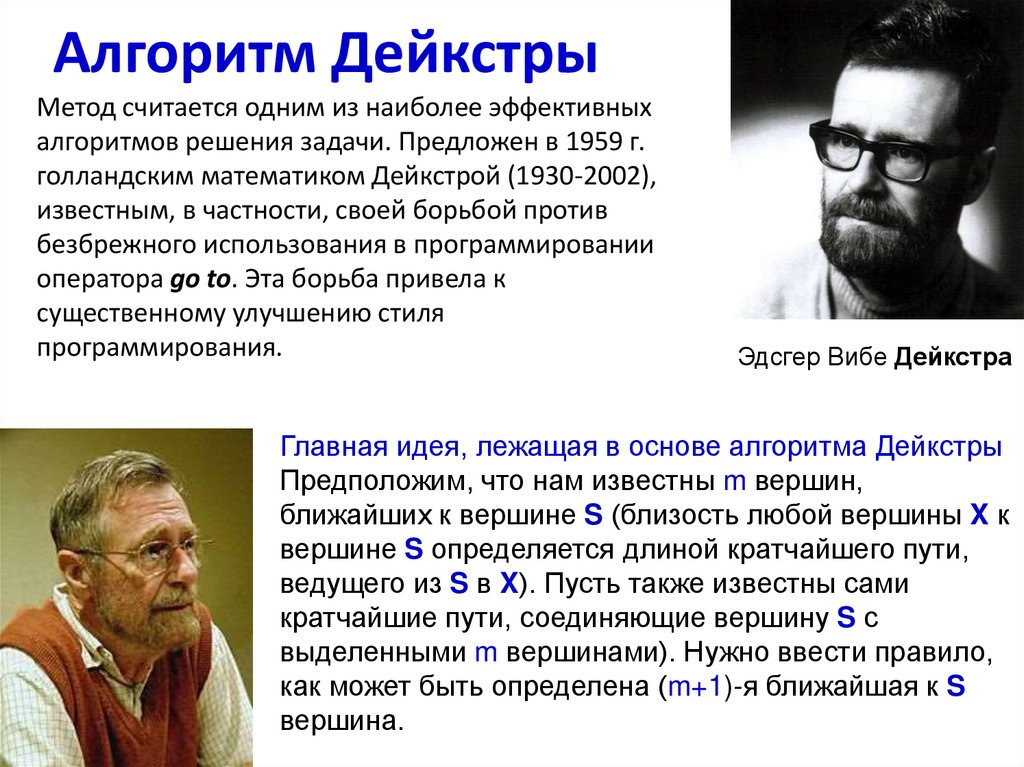 Алгоритм Дейкстры
Метод считается одним из наиболее эффективных
алгоритмов решения задачи. Предложен в 1959 г.
голландским математиком Дейкстрой (1930-2002),
известным, в частности, своей борьбой против
безбрежного использования в программировании
оператора go to. Эта борьба привела к
существенному улучшению стиля
программирования.
Эдсгер Вибе Дейкстра
Главная идея, лежащая в основе алгоритма Дейкстры
Предположим, что нам известны m вершин,
ближайших к вершине S (близость любой вершины X к
вершине S определяется длиной кратчайшего пути,
ведущего из S в X). Пусть также известны сами
кратчайшие пути, соединяющие вершину S с
выделенными m вершинами). Нужно ввести правило,
как может быть определена (m+1)-я ближайшая к S
вершина.